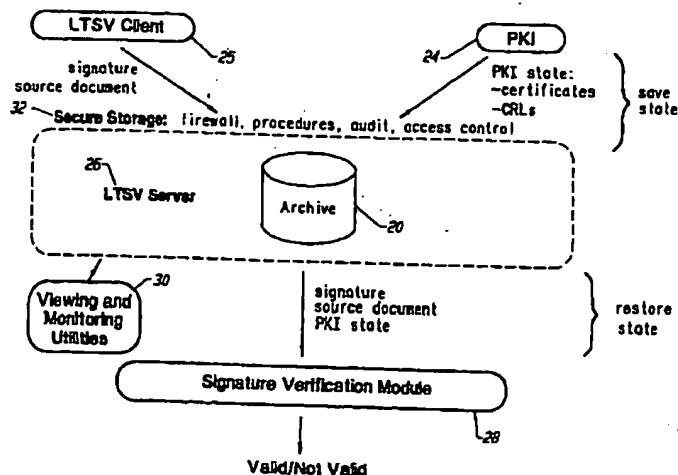 LTSV Client
25
PKI
24
signature
source document
PKI state:
-certificates
-CRLs
save
state
32
Secure Storage: firewall, procedures, audit, access control
26
LTSV Server
Archive
20
Viewing and
Monitoring
Utilities
30
signature
source document
PKI state
restore
state
Signature Verification Module
28
Valid/Not Valid